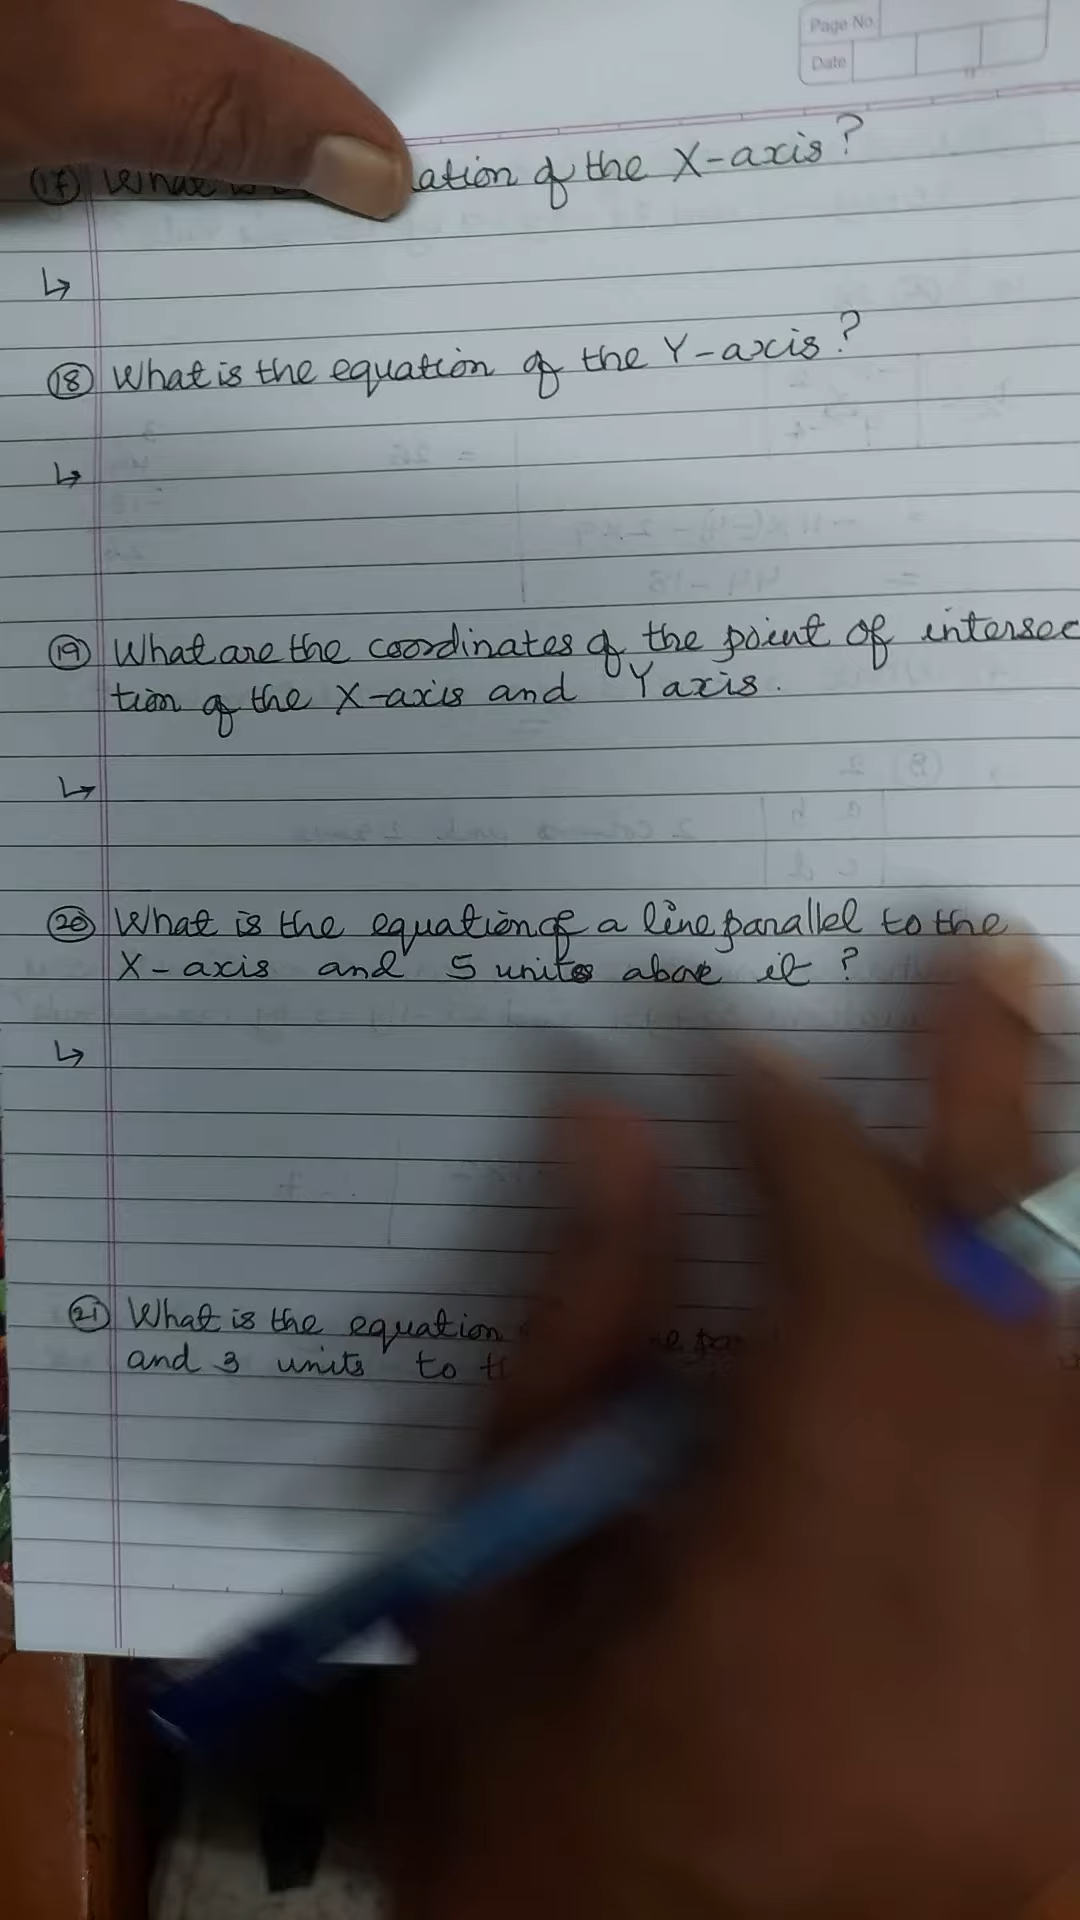 Page No.
Date
(17) What is ation of the X-axis?
↳
(18) What is the equation of the Y-axis?
↳
(19) What are the coordinates of the point of intersec
tion of the X-axis and Y axis.
↳
(20) What is the equation of a line parallel to the
X-axis and 5 units above it?
↳
(21) What is the equation
and 3 units to